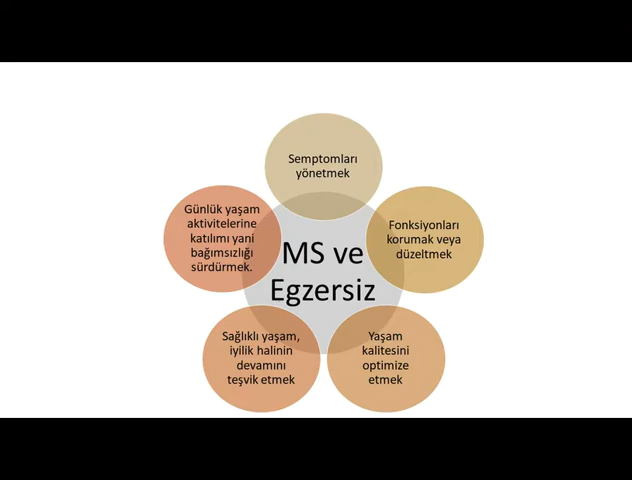 Semptomları
yönetmek
Günlük yaşam
aktivitelerine
katılımı yani
bağımsızlığı
sürdürmek.
Fonksiyonları
korumak veya
düzeltmek
MS ve
Egzersiz
Sağlıklı yaşam,
iyilik halinin
devamını
teşvik etmek
Yaşam
kalitesini
optimize
etmek